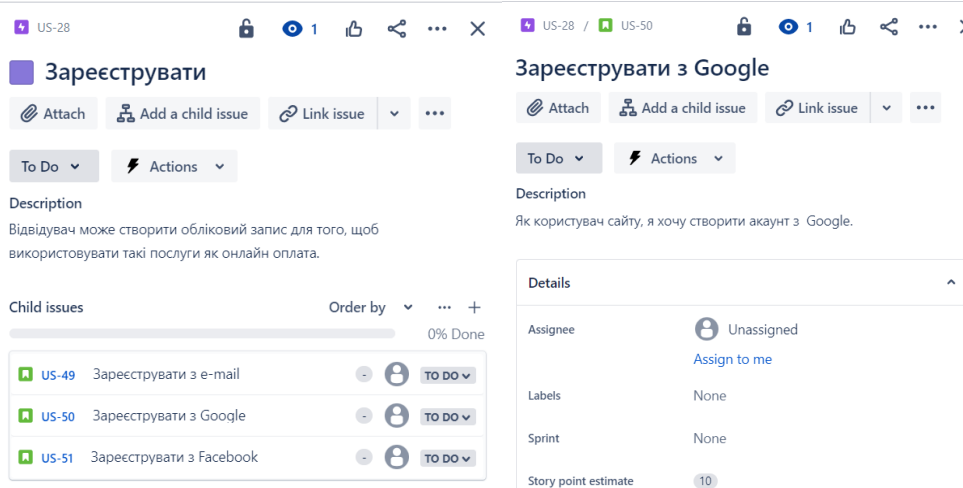 US-28
1
Зареєструвати
Attach
Add a child issue
Link issue
To Do
Actions
Description
Відвідувач може створити обліковий запис для того, щоб
використовувати такі послуги як онлайн оплата.
Child issues
Order by
0% Done
US-49 Зареєструвати з e-mail - TO DO
US-50 Зареєструвати з Google - TO DO
US-51 Зареєструвати з Facebook - TO DO
US-28 / US-50
1
Зареєструвати з Google
Attach
Add a child issue
Link issue
To Do
Actions
Description
Як користувач сайту, я хочу створити акаунт з Google.
Details
Assignee
Unassigned
Assign to me
Labels
None
Sprint
None
Story point estimate
10